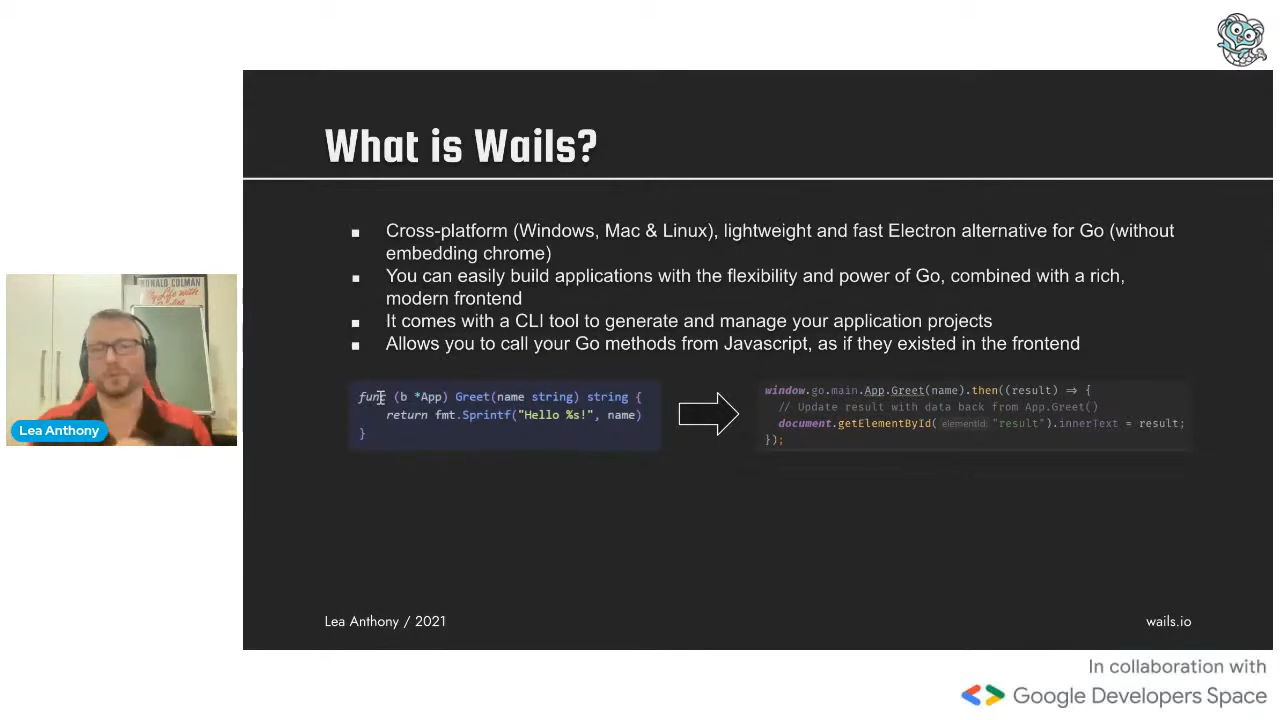 What is Wails?
Cross-platform (Windows, Mac & Linux), lightweight and fast Electron alternative for Go (without
embedding chrome)
You can easily build applications with the flexibility and power of Go, combined with a rich,
modern frontend
It comes with a CLI tool to generate and manage your application projects
Allows you to call your Go methods from Javascript, as if they existed in the frontend
func (b *App) Greet(name string) string {
return fmt.Sprintf("Hello %s!", name)
}
window.go.main.App.Greet(name).then((result) => {
// Update result with data back from App.Greet()
document.getElementById( elementId: "result").innerText = result;
});
RONALD COLMAN
Lea Anthony
Lea Anthony / 2021
wails.io
In collaboration with
Google Developers Space